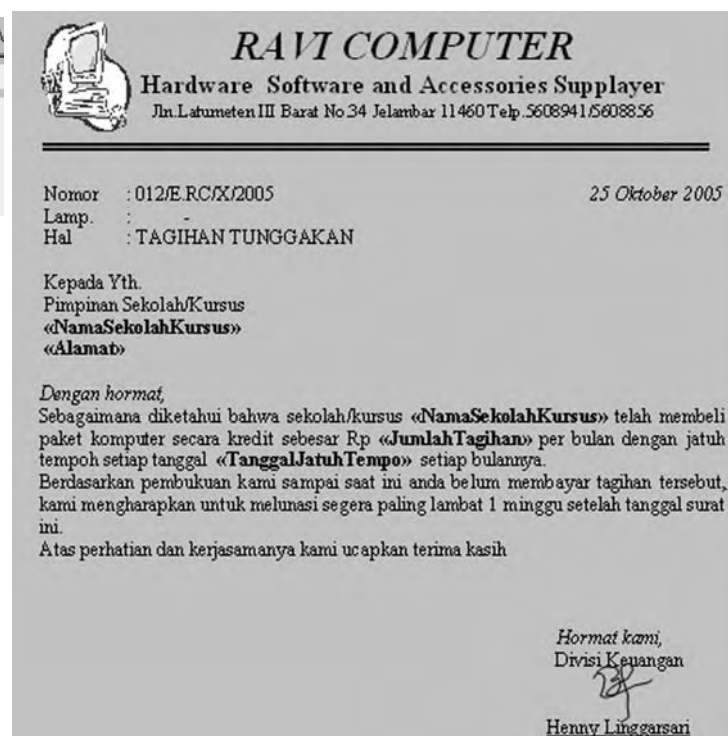 RAVI COMPUTER
Hardware Software and Accessories Supplayer
Jln.Latumeten III Barat No.34 Jelambar 11460 Telp.5608941/5608856
Nomor : 012/E.RC/X/2005 25 Oktober 2005
Lamp. : -
Hal : TAGIHAN TUNGGAKAN
Kepada Yth.
Pimpinan Sekolah/Kursus
«NamaSekolahKursus»
«Alamat»
Dengan hormat,
Sebagaimana diketahui bahwa sekolah/kursus «NamaSekolahKursus» telah membeli
paket komputer secara kredit sebesar Rp «JumlahTagihan» per bulan dengan jatuh
tempoh setiap tanggal «TanggalJatuhTempo» setiap bulannya.
Berdasarkan pembukuan kami sampai saat ini anda belum membayar tagihan tersebut,
kami mengharapkan untuk melunasi segera paling lambat 1 minggu setelah tanggal surat
ini.
Atas perhatian dan kerjasamanya kami ucapkan terima kasih
Hormat kami,
Divisi Keuangan
Henny Linggarsari